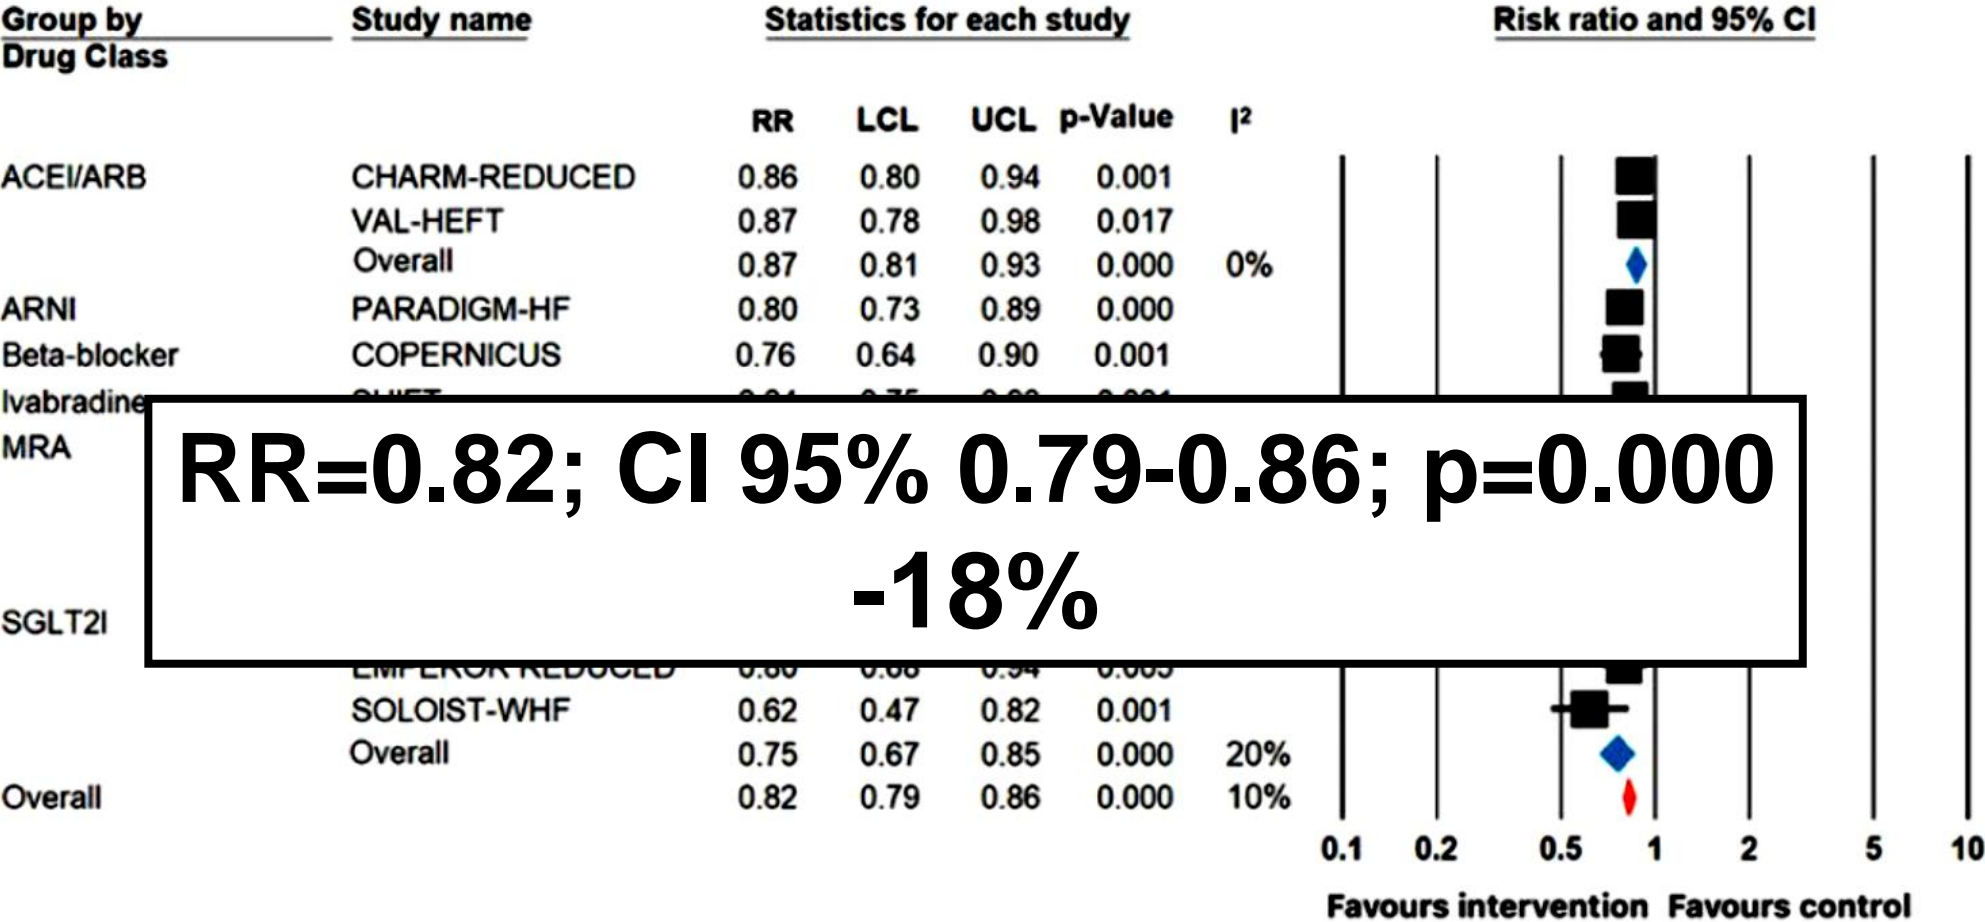 Group by Study name Statistics for each study Risk ratio and 95% CI
Drug Class
RR LCL UCL p-Value I²
ACEI/ARB CHARM-REDUCED 0.86 0.80 0.94 0.001
VAL-HEFT 0.87 0.78 0.98 0.017
Overall 0.87 0.81 0.93 0.000 0%
ARNI PARADIGM-HF 0.80 0.73 0.89 0.000
Beta-blocker COPERNICUS 0.76 0.64 0.90 0.001
Ivabradine
MRA
RR=0.82; CI 95% 0.79-0.86; p=0.000
-18%
SGLT2I
EMPEROR-REDUCED
SOLOIST-WHF 0.62 0.47 0.82 0.001
Overall 0.75 0.67 0.85 0.000 20%
Overall 0.82 0.79 0.86 0.000 10%
0.1 0.2 0.5 1 2 5 10
Favours intervention Favours control